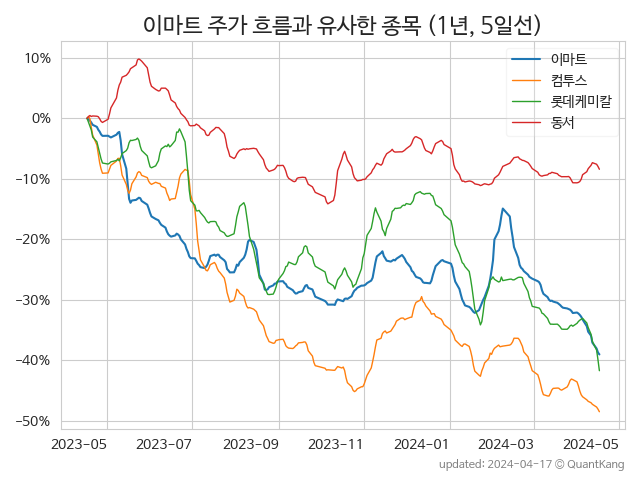 이마트 주가 흐름과 유사한 종목 (1년, 5일선)
이마트
컴투스
롯데케미칼
동서
10%
0%
−10%
−20%
−30%
−40%
−50%
2023-05 2023-07 2023-09 2023-11 2024-01 2024-03 2024-05
updated: 2024-04-17 © QuantKang